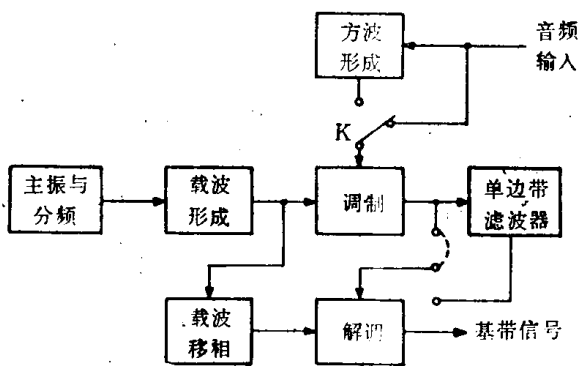 方波
形成
音频
输入
K
主振与
分频
载波
形成
调制
单边带
滤波器
载波
移相
解调
基带信号